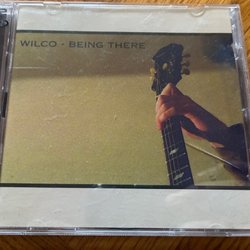 WILCO - BEING THERE